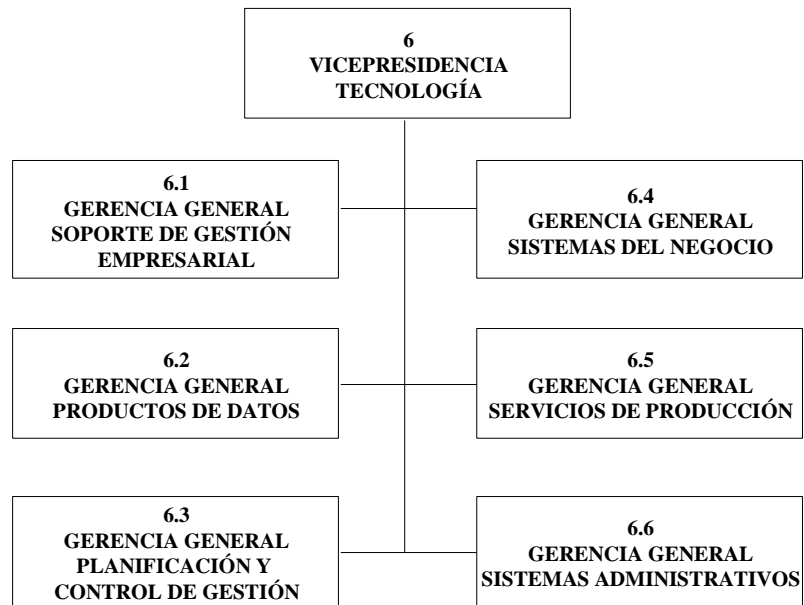 6
VICEPRESIDENCIA
TECNOLOGÍA
6.1
GERENCIA GENERAL
SOPORTE DE GESTIÓN
EMPRESARIAL
6.2
GERENCIA GENERAL
PRODUCTOS DE DATOS
6.3
GERENCIA GENERAL
PLANIFICACIÓN Y
CONTROL DE GESTIÓN
6.4
GERENCIA GENERAL
SISTEMAS DEL NEGOCIO
6.5
GERENCIA GENERAL
SERVICIOS DE PRODUCCIÓN
6.6
GERENCIA GENERAL
SISTEMAS ADMINISTRATIVOS